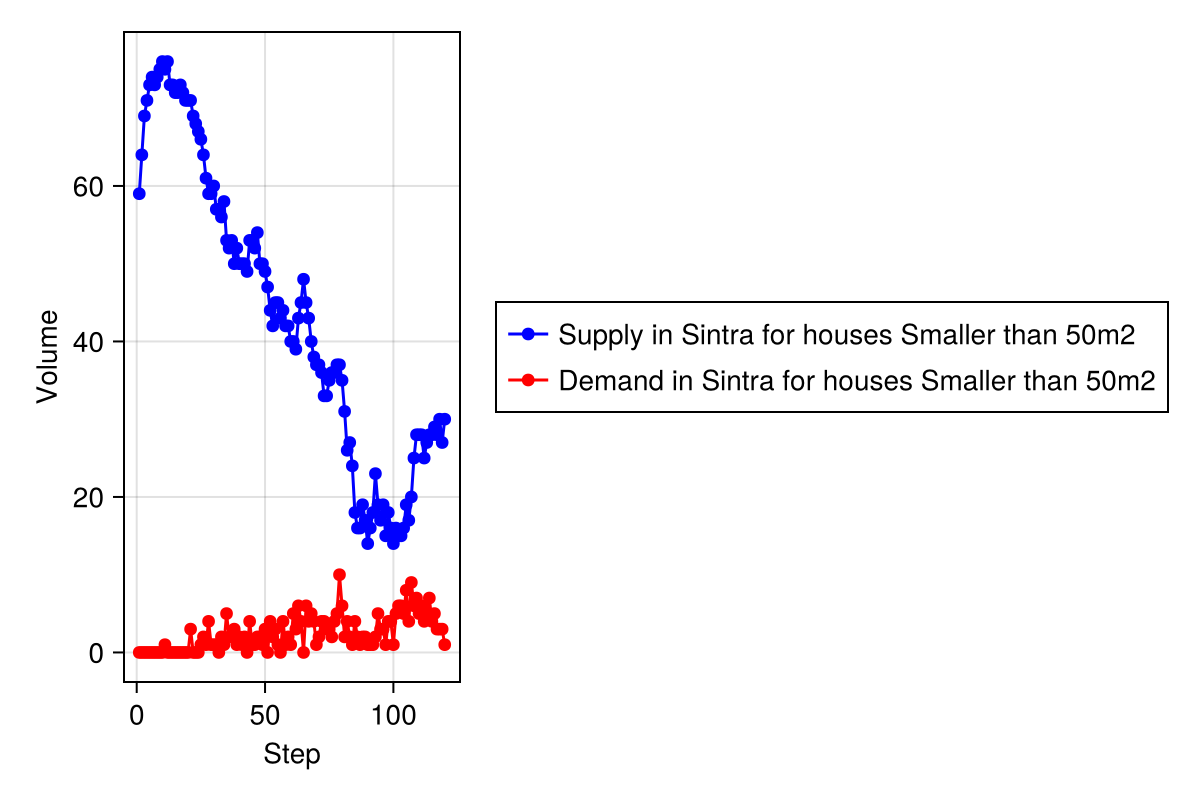 60
40
20
0
Volume
0 50 100
Step
Supply in Sintra for houses Smaller than 50m2
Demand in Sintra for houses Smaller than 50m2